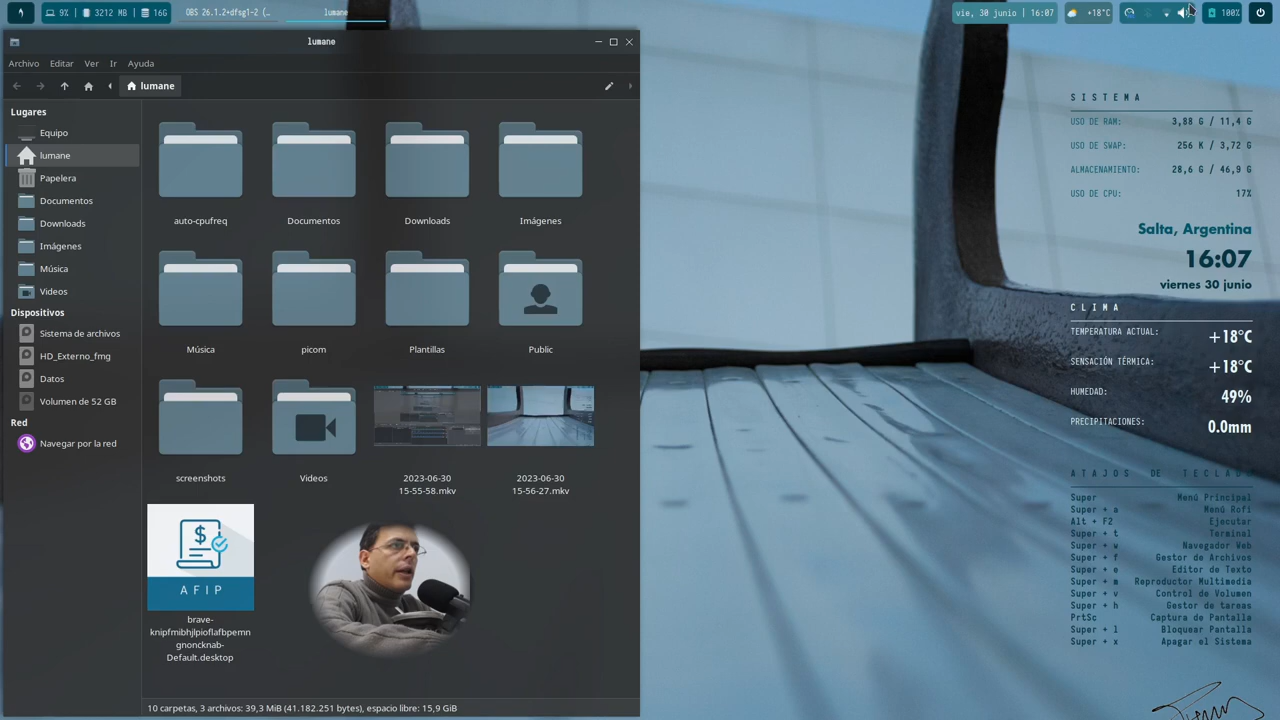 9%
3212 MB
16G
OBS 26.1.2+dfsg1-2 (…
lumane
vie, 30 junio | 16:07
+18°C
100%
lumane
Archivo
Editar
Ver
Ir
Ayuda
lumane
Lugares
Equipo
lumane
Papelera
Documentos
Downloads
Imágenes
Música
Videos
Dispositivos
Sistema de archivos
HD_Externo_fmg
Datos
Volumen de 52 GB
Red
Navegar por la red
auto-cpufreq
Documentos
Downloads
Imágenes
Música
picom
Plantillas
Public
screenshots
Videos
2023-06-30
15-55-58.mkv
2023-06-30
15-56-27.mkv
$
AFIP
brave-
knipfmibhjlpioflafbpemn
gnoncknab-
Default.desktop
10 carpetas, 3 archivos: 39,3 MiB (41.182.251 bytes), espacio libre: 15,9 GiB
SISTEMA
USO DE RAM: 3,88 G / 11,4 G
USO DE SWAP: 256 K / 3,72 G
ALMACENAMIENTO: 28,6 G / 46,9 G
USO DE CPU: 17%
Salta, Argentina
16:07
viernes 30 junio
CLIMA
TEMPERATURA ACTUAL: +18°C
SENSACIÓN TÉRMICA: +18°C
HUMEDAD: 49%
PRECIPITACIONES: 0.0mm
ATAJOS DE TECLADO
Super Menú Principal
Super + a Menú Rofi
Alt + F2 Ejecutar
Super + t Terminal
Super + w Navegador Web
Super + f Gestor de Archivos
Super + e Editor de Texto
Super + m Reproductor Multimedia
Super + v Control de Volumen
Super + h Gestor de tareas
PrtSc Captura de Pantalla
Super + l Bloquear Pantalla
Super + x Apagar el Sistema